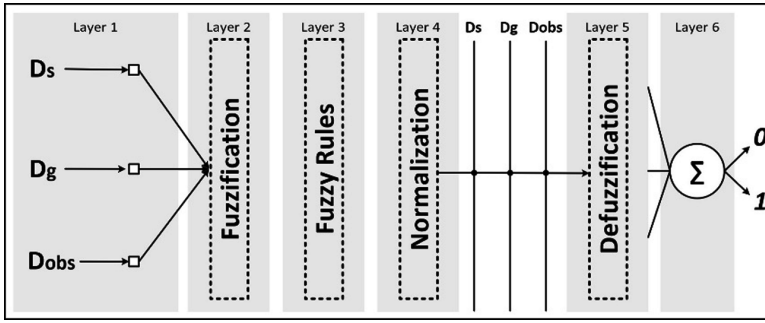 Layer 1
Layer 2
Layer 3
Layer 4
Ds
Dg
Dobs
Layer 5
Layer 6
Ds
Dg
Dobs
Fuzzification
Fuzzy Rules
Normalization
Defuzzification
Σ
0
1